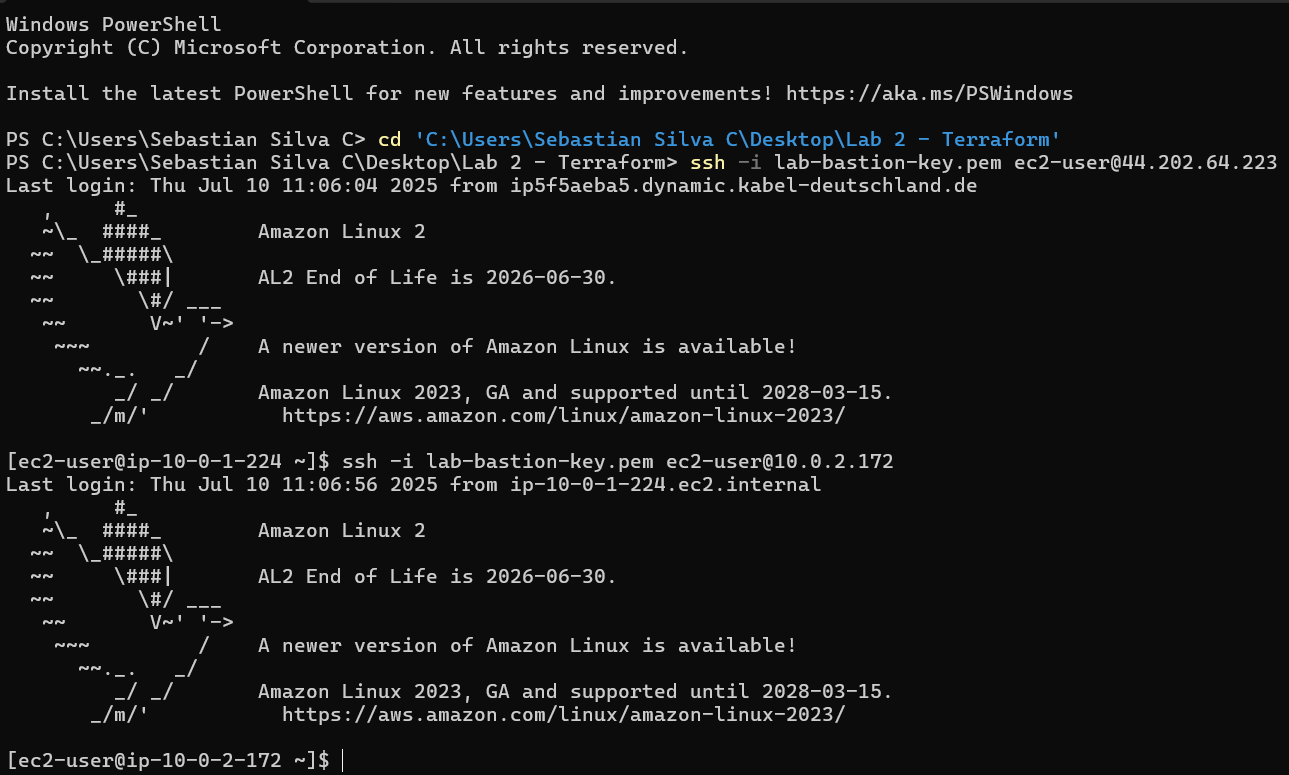 Windows PowerShell
Copyright (C) Microsoft Corporation. All rights reserved.

Install the latest PowerShell for new features and improvements! https://aka.ms/PSWindows

PS C:\Users\Sebastian Silva C> cd 'C:\Users\Sebastian Silva C\Desktop\Lab 2 - Terraform'
PS C:\Users\Sebastian Silva C\Desktop\Lab 2 - Terraform> ssh -i lab-bastion-key.pem ec2-user@44.202.64.223
Last login: Thu Jul 10 11:06:04 2025 from ip5f5aeba5.dynamic.kabel-deutschland.de
   ,     #_
   ~\_  ####_        Amazon Linux 2
  ~~  \_#####\
  ~~     \###|       AL2 End of Life is 2026-06-30.
  ~~       \#/ ___
   ~~       V~' '->
    ~~~         /    A newer version of Amazon Linux is available!
      ~~._.   _/
         _/ _/       Amazon Linux 2023, GA and supported until 2028-03-15.
       _/m/'           https://aws.amazon.com/linux/amazon-linux-2023/

[ec2-user@ip-10-0-1-224 ~]$ ssh -i lab-bastion-key.pem ec2-user@10.0.2.172
Last login: Thu Jul 10 11:06:56 2025 from ip-10-0-1-224.ec2.internal
   ,     #_
   ~\_  ####_        Amazon Linux 2
  ~~  \_#####\
  ~~     \###|       AL2 End of Life is 2026-06-30.
  ~~       \#/ ___
   ~~       V~' '->
    ~~~         /    A newer version of Amazon Linux is available!
      ~~._.   _/
         _/ _/       Amazon Linux 2023, GA and supported until 2028-03-15.
       _/m/'           https://aws.amazon.com/linux/amazon-linux-2023/

[ec2-user@ip-10-0-2-172 ~]$